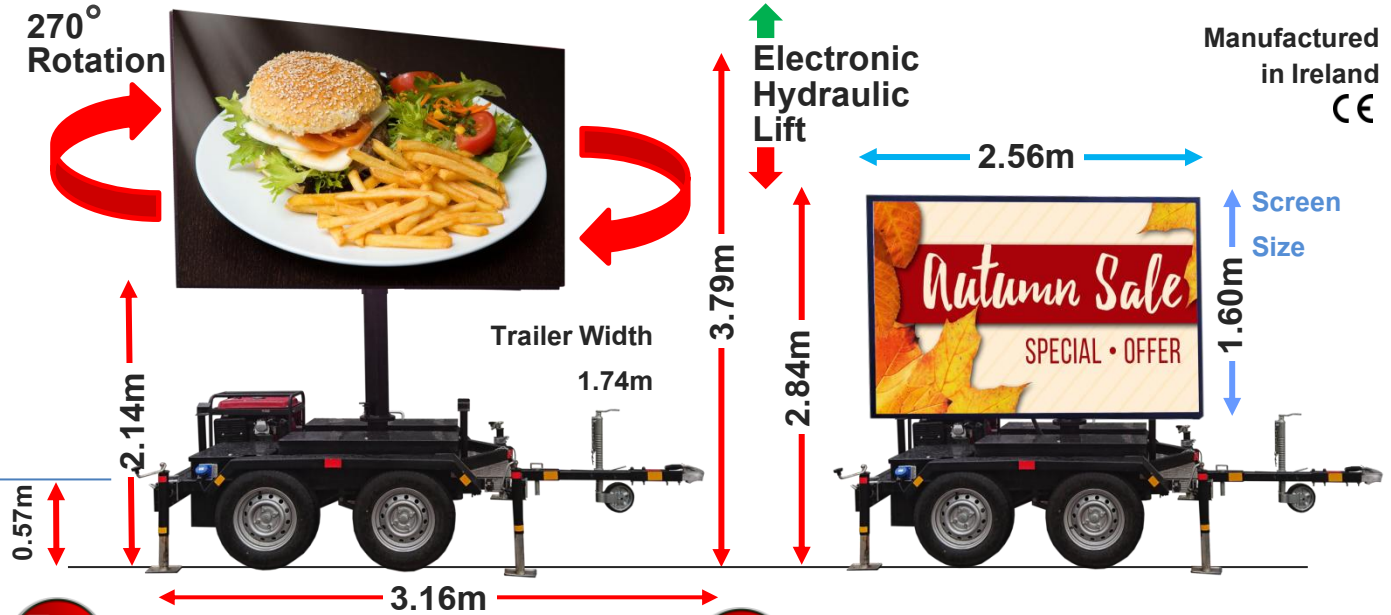 270°
Rotation
Electronic
Hydraulic
Lift
Manufactured
in Ireland
CE
2.56m
Screen
Size
1.60m
Autumn Sale
SPECIAL • OFFER
3.79m
2.84m
Trailer Width
1.74m
2.14m
0.57m
3.16m